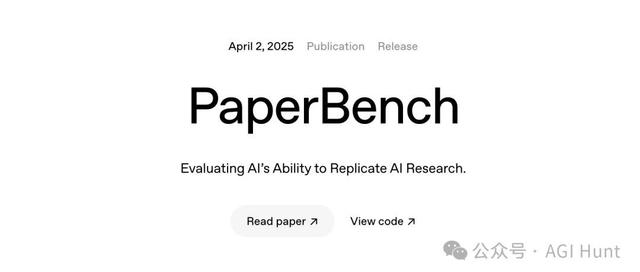 April 2, 2025 Publication Release
PaperBench
Evaluating AI's Ability to Replicate AI Research.
Read paper ↗ View code ↗
公众号 · AGI Hunt